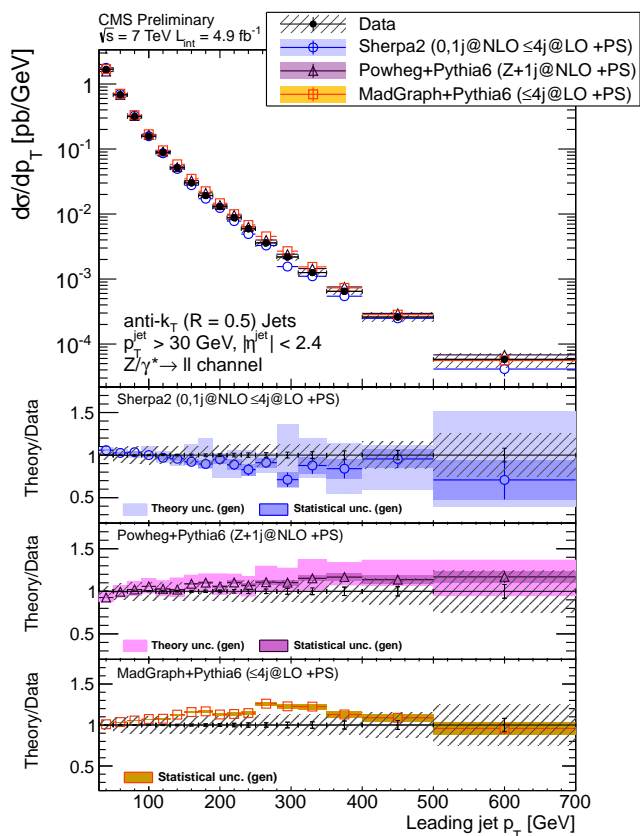 CMS Preliminary
√s = 7 TeV L_int = 4.9 fb⁻¹
Data
Sherpa2 (0,1j@NLO ≤4j@LO +PS)
Powheg+Pythia6 (Z+1j@NLO +PS)
MadGraph+Pythia6 (≤4j@LO +PS)
dσ/dp_T [pb/GeV]
1
10⁻¹
10⁻²
10⁻³
10⁻⁴
anti-k_T (R = 0.5) Jets
p_T^jet > 30 GeV, |η^jet| < 2.4
Z/γ*→ ll channel
Sherpa2 (0,1j@NLO ≤4j@LO +PS)
Theory/Data
1.5
1
0.5
Theory unc. (gen)
Statistical unc. (gen)
Powheg+Pythia6 (Z+1j@NLO +PS)
Theory/Data
1.5
1
0.5
Theory unc. (gen)
Statistical unc. (gen)
MadGraph+Pythia6 (≤4j@LO +PS)
Theory/Data
1.5
1
0.5
Statistical unc. (gen)
100 200 300 400 500 600 700
Leading jet p_T [GeV]